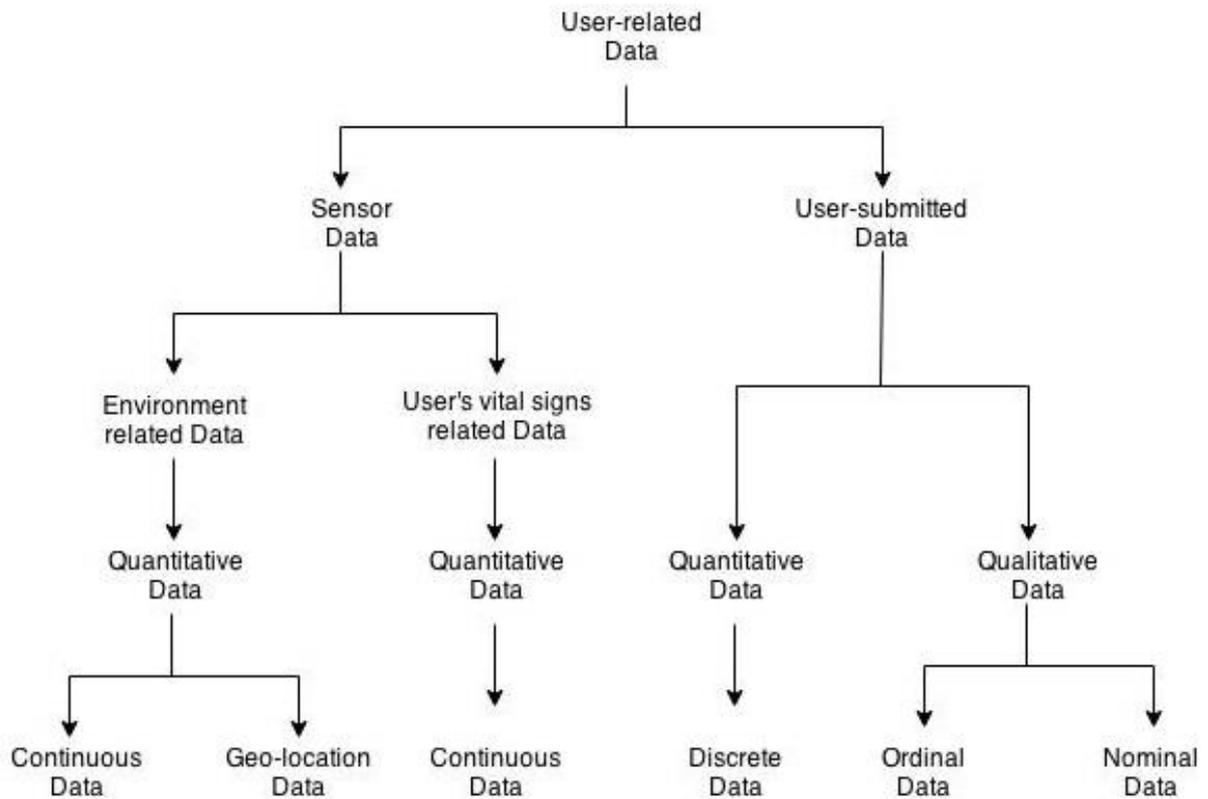 User-related
Data
Sensor
Data
User-submitted
Data
Environment
related Data
User's vital signs
related Data
Quantitative
Data
Quantitative
Data
Quantitative
Data
Qualitative
Data
Continuous
Data
Geo-location
Data
Continuous
Data
Discrete
Data
Ordinal
Data
Nominal
Data